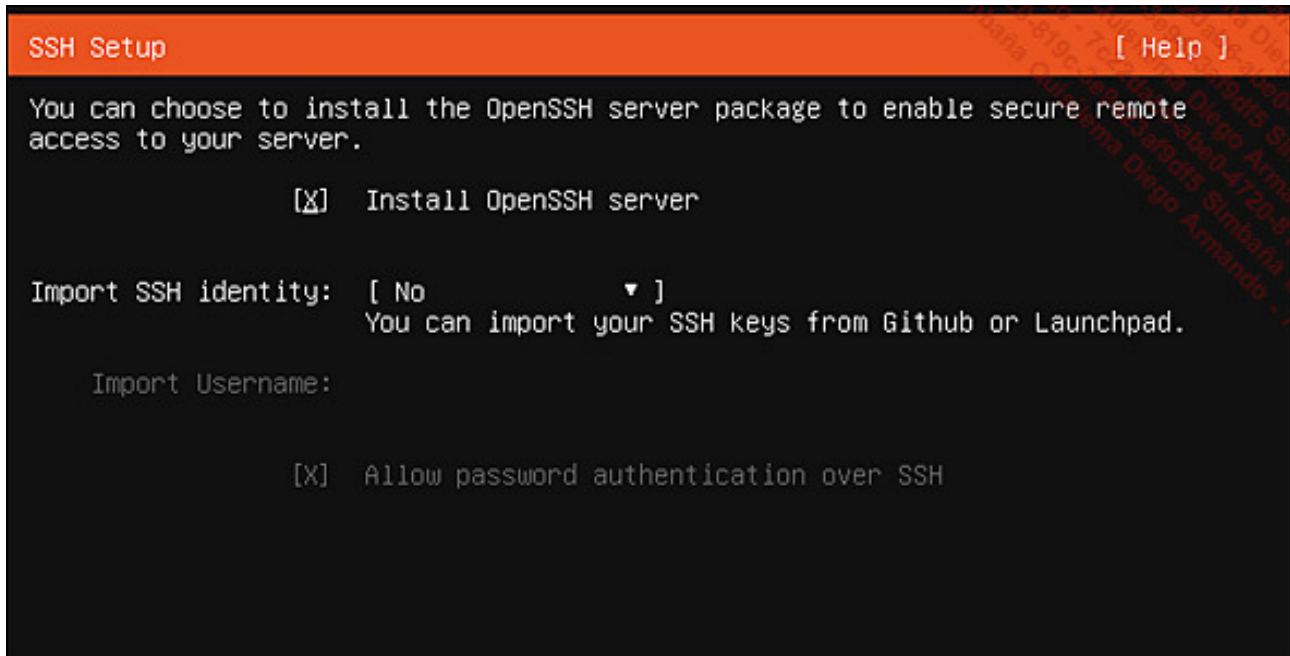 SSH Setup [ Help ]
You can choose to install the OpenSSH server package to enable secure remote
access to your server.
[X] Install OpenSSH server
Import SSH identity: [ No ▼ ]
You can import your SSH keys from Github or Launchpad.
Import Username:
[X] Allow password authentication over SSH